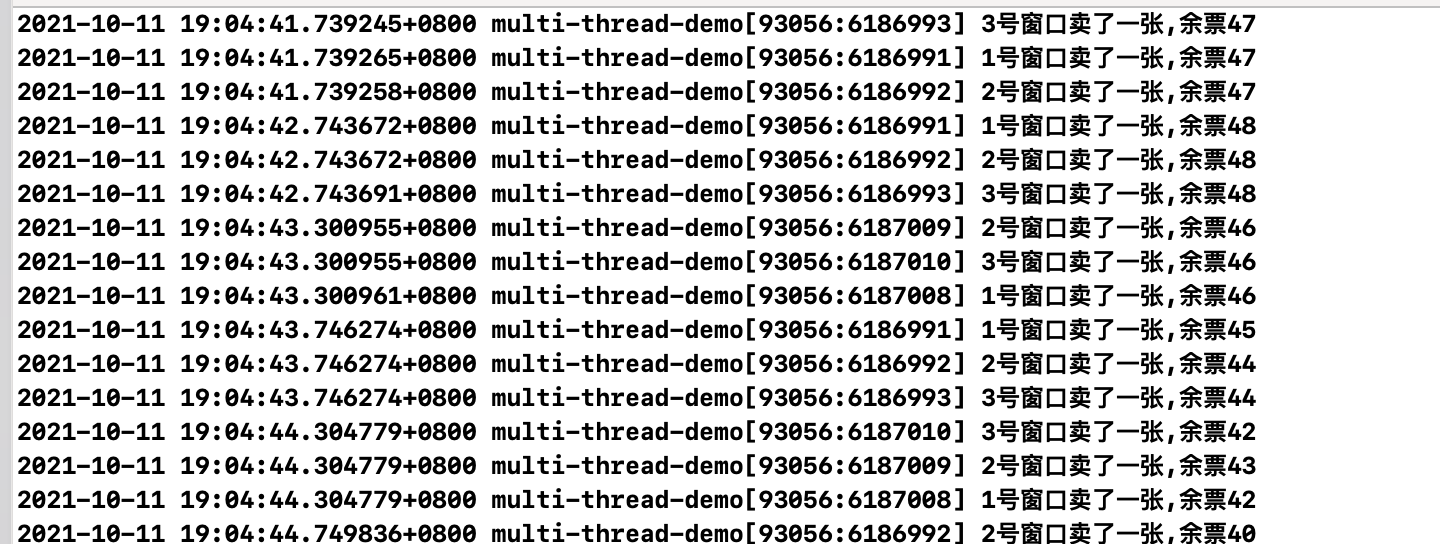 2021-10-11 19:04:41.739245+0800 multi-thread-demo[93056:6186993] 3号窗口卖了一张,余票47
2021-10-11 19:04:41.739265+0800 multi-thread-demo[93056:6186991] 1号窗口卖了一张,余票47
2021-10-11 19:04:41.739258+0800 multi-thread-demo[93056:6186992] 2号窗口卖了一张,余票47
2021-10-11 19:04:42.743672+0800 multi-thread-demo[93056:6186991] 1号窗口卖了一张,余票48
2021-10-11 19:04:42.743672+0800 multi-thread-demo[93056:6186992] 2号窗口卖了一张,余票48
2021-10-11 19:04:42.743691+0800 multi-thread-demo[93056:6186993] 3号窗口卖了一张,余票48
2021-10-11 19:04:43.300955+0800 multi-thread-demo[93056:6187009] 2号窗口卖了一张,余票46
2021-10-11 19:04:43.300955+0800 multi-thread-demo[93056:6187010] 3号窗口卖了一张,余票46
2021-10-11 19:04:43.300961+0800 multi-thread-demo[93056:6187008] 1号窗口卖了一张,余票46
2021-10-11 19:04:43.746274+0800 multi-thread-demo[93056:6186991] 1号窗口卖了一张,余票45
2021-10-11 19:04:43.746274+0800 multi-thread-demo[93056:6186992] 2号窗口卖了一张,余票44
2021-10-11 19:04:43.746274+0800 multi-thread-demo[93056:6186993] 3号窗口卖了一张,余票44
2021-10-11 19:04:44.304779+0800 multi-thread-demo[93056:6187010] 3号窗口卖了一张,余票42
2021-10-11 19:04:44.304779+0800 multi-thread-demo[93056:6187009] 2号窗口卖了一张,余票43
2021-10-11 19:04:44.304779+0800 multi-thread-demo[93056:6187008] 1号窗口卖了一张,余票42
2021-10-11 19:04:44.749836+0800 multi-thread-demo[93056:6186992] 2号窗口卖了一张,余票40